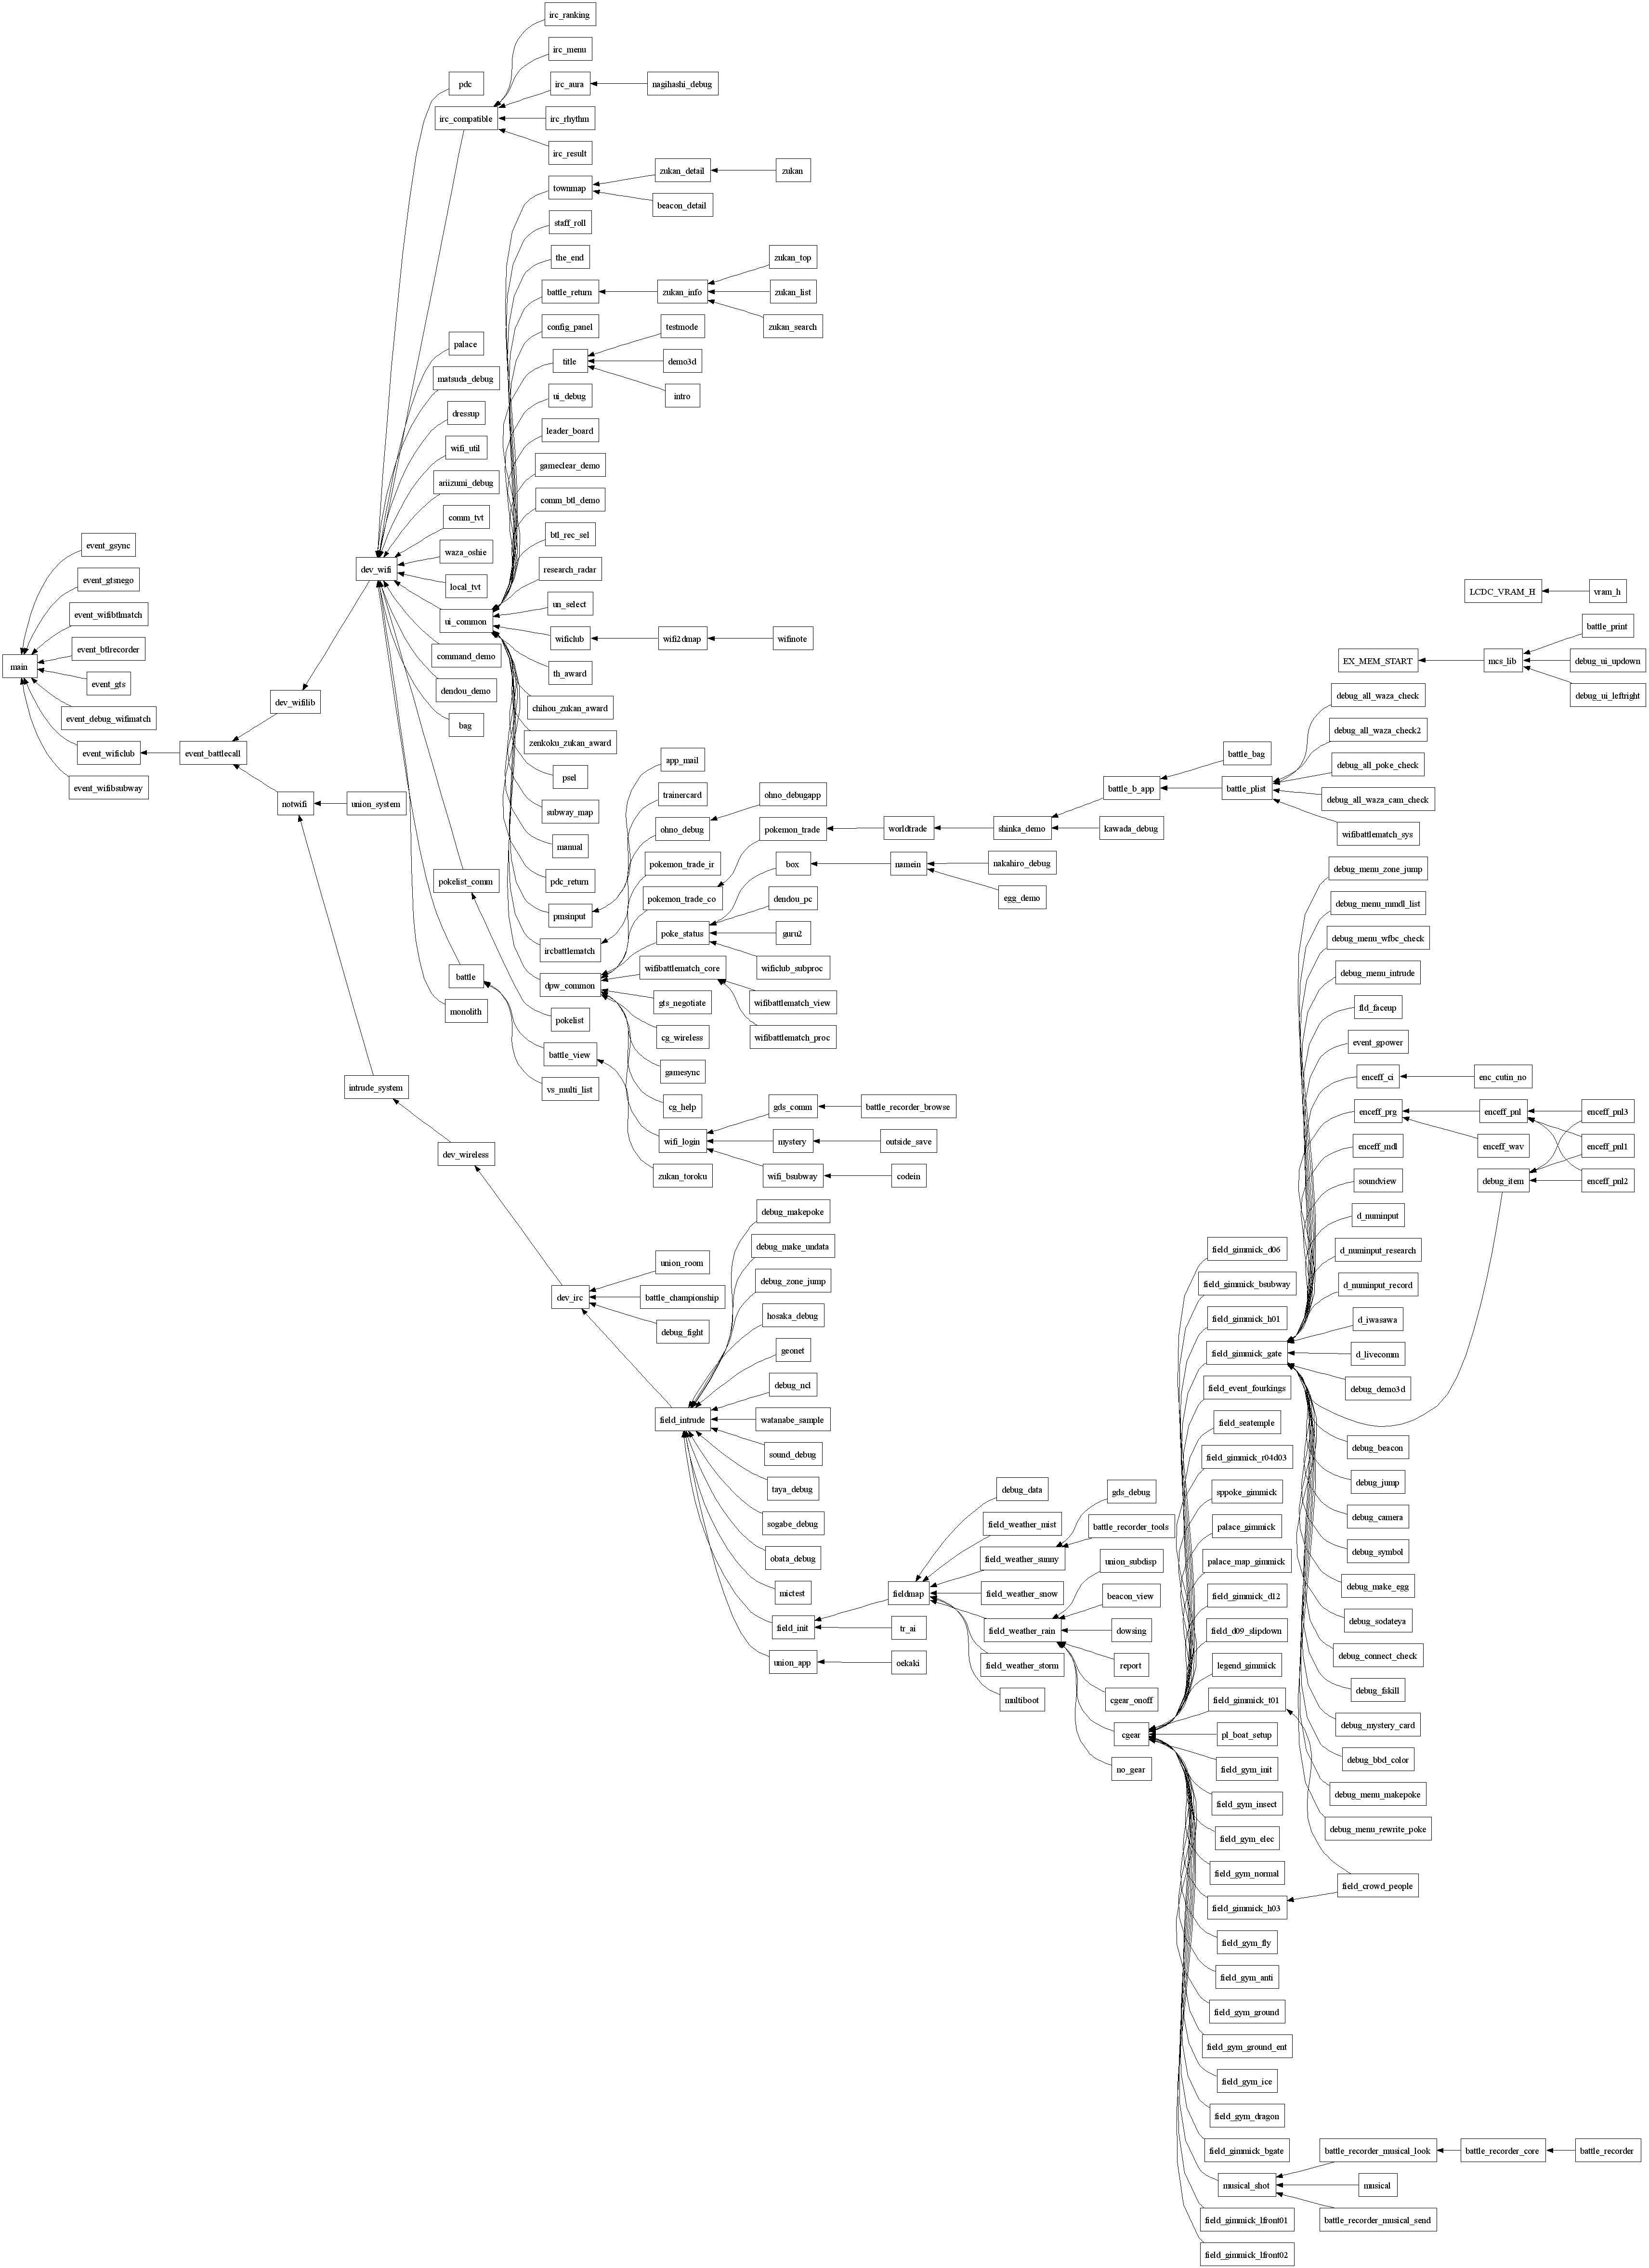 irc_ranking
irc_menu
pdc
irc_aura
nagihashi_debug
irc_compatible
irc_rhythm
irc_result
zukan_detail
zukan
townmap
beacon_detail
staff_roll
the_end
zukan_top
battle_return
zukan_info
zukan_list
config_panel
testmode
zukan_search
palace
title
demo3d
matsuda_debug
ui_debug
intro
dressup
leader_board
wifi_util
gameclear_demo
ariizumi_debug
comm_btl_demo
comm_tvt
btl_rec_sel
event_gsync
waza_oshie
dev_wifi
research_radar
event_gtsnego
local_tvt
LCDC_VRAM_H
vram_h
un_select
event_wifibtlmatch
ui_common
battle_print
wificlub
wifi2dmap
wifinote
event_btlrecorder
command_demo
main
EX_MEM_START
mcs_lib
debug_ui_updown
th_award
event_gts
dendou_demo
debug_all_waza_check
debug_ui_leftright
dev_wifilib
chihou_zukan_award
event_debug_wifimatch
bag
debug_all_waza_check2
zenkoku_zukan_award
event_wificlub
event_battlecall
app_mail
battle_bag
debug_all_poke_check
psel
event_wifibsubway
trainercard
ohno_debugapp
battle_b_app
battle_plist
debug_all_waza_cam_check
notwifi
union_system
subway_map
ohno_debug
pokemon_trade
worldtrade
shinka_demo
kawada_debug
wifibattlematch_sys
manual
pokemon_trade_ir
box
namein
nakahiro_debug
debug_menu_zone_jump
pokelist_comm
pdc_return
pokemon_trade_co
dendou_pc
egg_demo
debug_menu_mmdl_list
pmsinput
poke_status
guru2
debug_menu_wfbc_check
ircbattlematch
wifibattlematch_core
wificlub_subproc
debug_menu_intrude
battle
dpw_common
gts_negotiate
wifibattlematch_view
fld_faceup
monolith
pokelist
cg_wireless
wifibattlematch_proc
event_gpower
battle_view
gamesync
enceff_ci
enc_cutin_no
intrude_system
vs_multi_list
cg_help
gds_comm
battle_recorder_browse
enceff_prg
enceff_pnl
enceff_pnl3
dev_wireless
wifi_login
mystery
outside_save
enceff_mdl
enceff_wav
enceff_pnl1
zukan_toroku
wifi_bsubway
codein
soundview
debug_item
enceff_pnl2
debug_makepoke
d_numinput
debug_make_undata
field_gimmick_d06
d_numinput_research
union_room
debug_zone_jump
field_gimmick_bsubway
d_numinput_record
dev_irc
battle_championship
hosaka_debug
field_gimmick_h01
d_iwasawa
debug_fight
geonet
field_gimmick_gate
d_livecomm
debug_ncl
field_event_fourkings
debug_demo3d
field_intrude
watanabe_sample
field_seatemple
debug_beacon
sound_debug
field_gimmick_r04d03
debug_jump
taya_debug
debug_data
gds_debug
sppoke_gimmick
debug_camera
sogabe_debug
field_weather_mist
battle_recorder_tools
palace_gimmick
debug_symbol
obata_debug
field_weather_sunny
union_subdisp
palace_map_gimmick
debug_make_egg
mictest
fieldmap
field_weather_snow
beacon_view
field_gimmick_d12
debug_sodateya
field_init
tr_ai
field_weather_rain
dowsing
field_d09_slipdown
debug_connect_check
union_app
oekaki
field_weather_storm
report
legend_gimmick
debug_fskill
multiboot
cgear_onoff
field_gimmick_t01
debug_mystery_card
cgear
pl_boat_setup
debug_bbd_color
no_gear
field_gym_init
debug_menu_makepoke
field_gym_insect
debug_menu_rewrite_poke
field_gym_elec
field_gym_normal
field_crowd_people
field_gimmick_h03
field_gym_fly
field_gym_anti
field_gym_ground
field_gym_ground_ent
field_gym_ice
field_gym_dragon
field_gimmick_bgate
battle_recorder_musical_look
battle_recorder_core
battle_recorder
musical_shot
musical
field_gimmick_lfront01
battle_recorder_musical_send
field_gimmick_lfront02